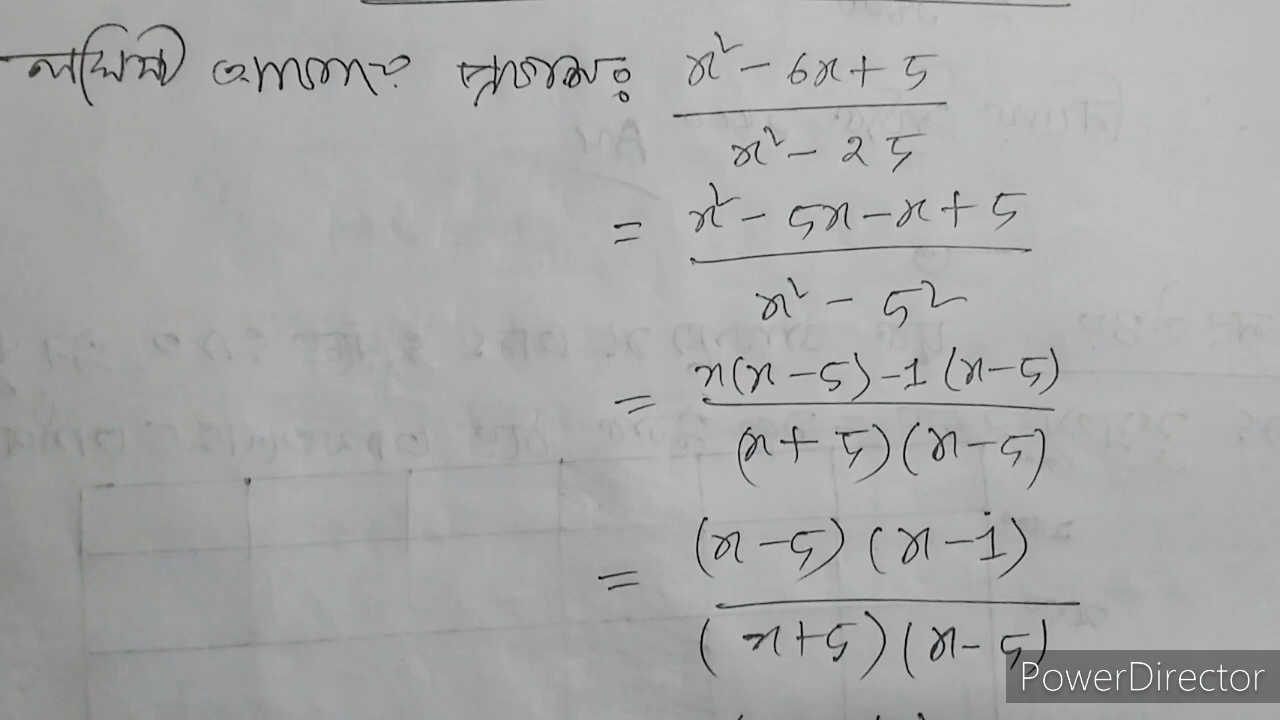 লঘিষ্ঠ আকারে প্রকাশ: x² - 6x + 5
x² - 25
= x² - 5x - x + 5
x² - 5²
= x(x-5) -1(x-5)
(x+5)(x-5)
= (x-5)(x-1)
(x+5)(x-5)
PowerDirector